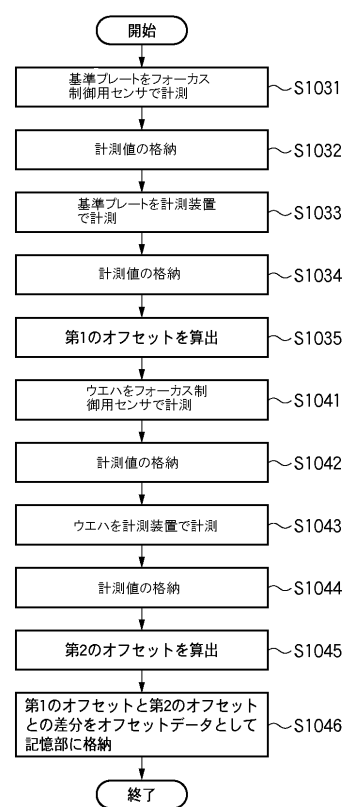 開始
基準プレートをフォーカス
制御用センサで計測
S1031
計測値の格納
S1032
基準プレートを計測装置
で計測
S1033
計測値の格納
S1034
第1のオフセットを算出
S1035
ウエハをフォーカス制
御用センサで計測
S1041
計測値の格納
S1042
ウエハを計測装置で計測
S1043
計測値の格納
S1044
第2のオフセットを算出
S1045
第1のオフセットと第2のオフセット
との差分をオフセットデータとして
記憶部に格納
S1046
終了